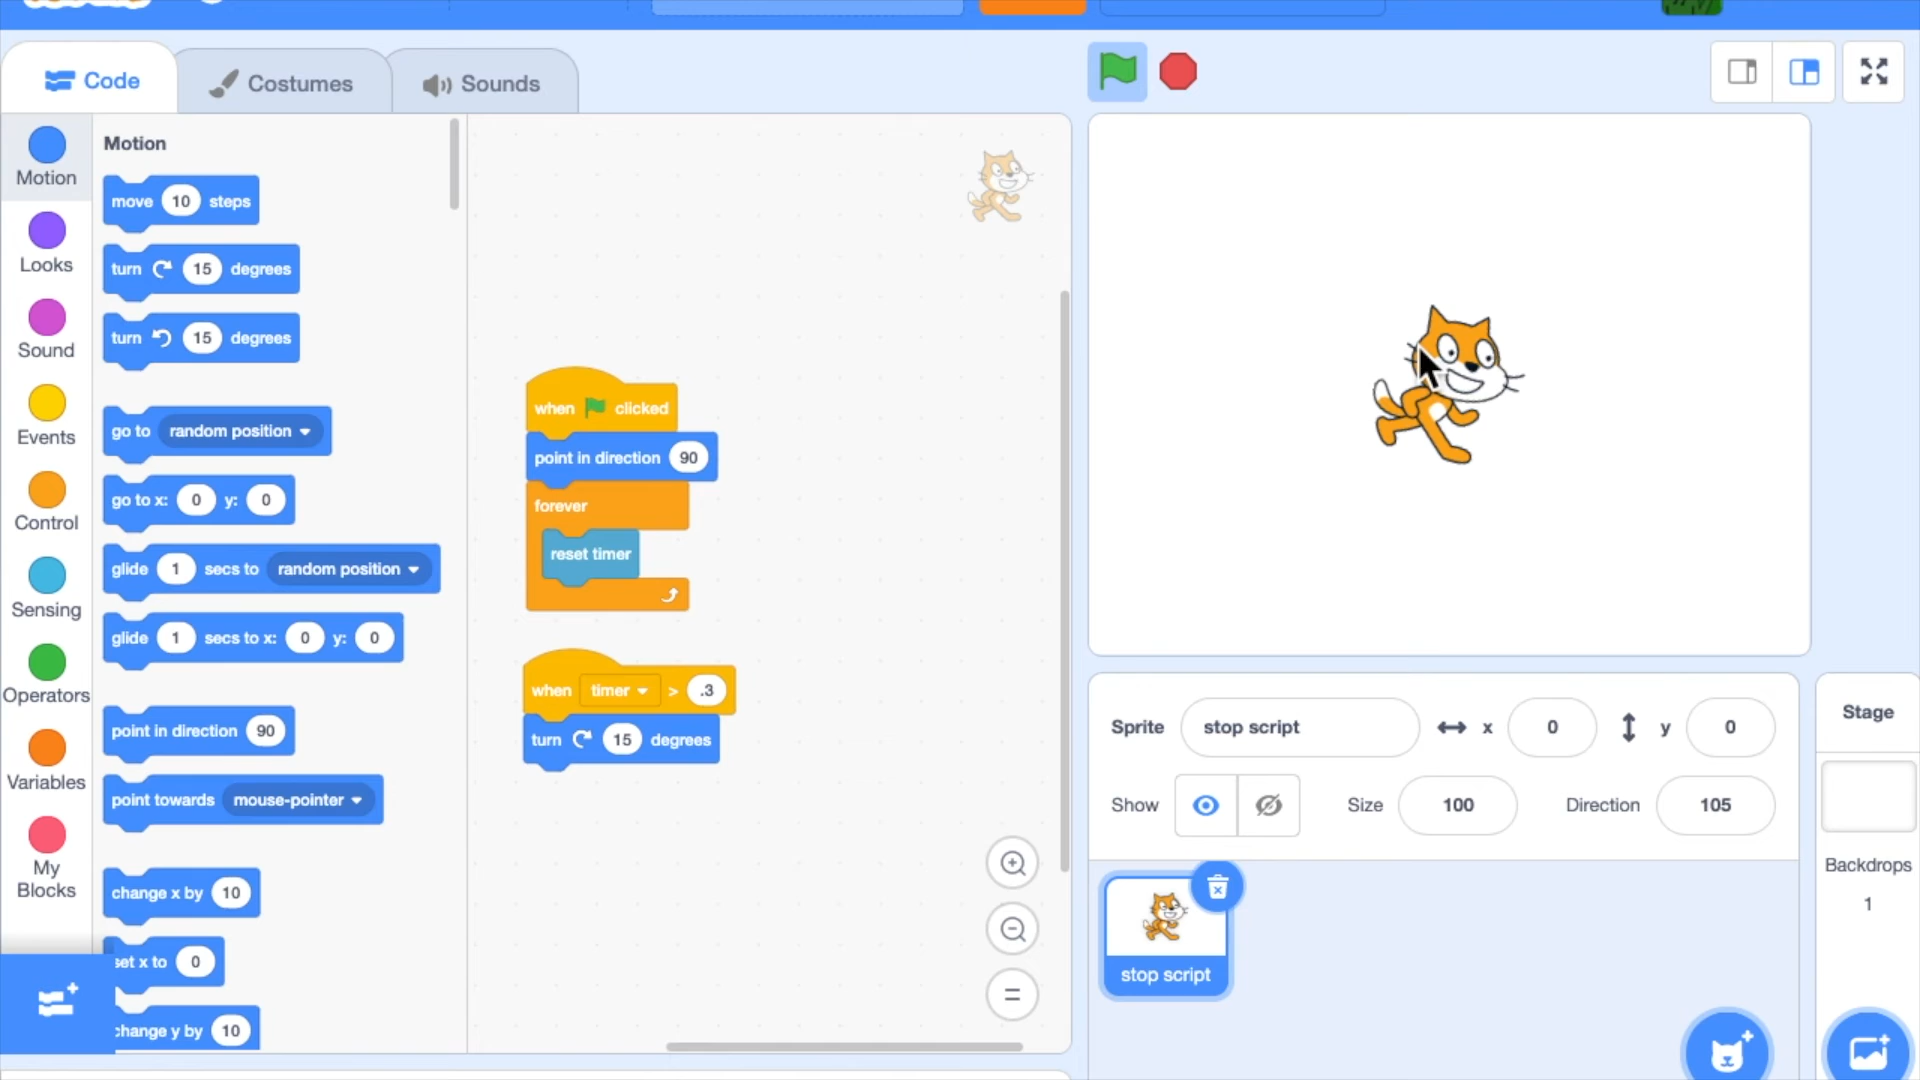 Code
Costumes
Sounds
Motion
Looks
Sound
Events
Control
Sensing
Operators
Variables
My
Blocks
Motion
move 10 steps
turn 15 degrees
turn 15 degrees
go to random position
go to x: 0 y: 0
glide 1 secs to random position
glide 1 secs to x: 0 y: 0
point in direction 90
point towards mouse-pointer
change x by 10
set x to 0
change y by 10
when clicked
point in direction 90
forever
reset timer
when timer > .3
turn 15 degrees
Sprite stop script x 0 y 0
Show Size 100 Direction 105
stop script
Stage
Backdrops
1